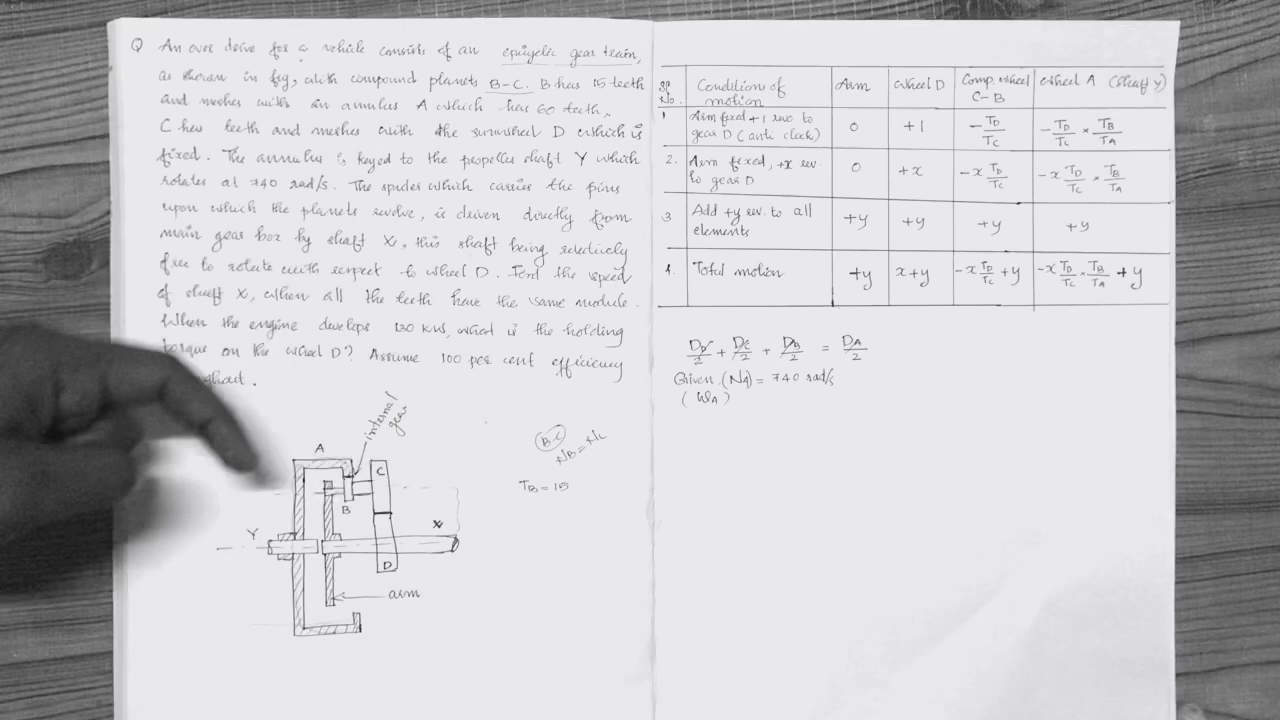 Q An over drive for a vehicle consists of an epicyclic gear train,
as shown in fig, with compound planets B-C. B has 15 teeth
and meshes with an annulus A which has 60 teeth,
C has teeth and meshes with the sunwheel D which is
fixed. The annulus is keyed to the propeller shaft Y which
rotates at 740 rad/s. The spider which carries the pins
upon which the planets revolve, is driven directly from
main gear box by shaft X, this shaft being relatively
free to rotate with respect to wheel D. Find the speed
of shaft X, when all the teeth have the same module.
When the engine develops 130 kW, what is the holding
torque on the wheel D? Assume 100 per cent efficiency
A
internal gear
C
B
Y
X
D
arm
B-C
NB = NC
TB = 15
No. Conditions of motion Arm Wheel D Comp. wheel C-B Wheel A (Shaft Y)
1 Arm fixed +1 rev to gear D (anti clock) 0 +1 -TD/TC -TD/TC × TB/TA
2. Arm fixed, +x rev. to gear D 0 +x -x TD/TC -x TD/TC × TB/TA
3 Add +y rev. to all elements +y +y +y +y
4. Total motion +y x+y -x TD/TC +y -x TD/TC × TB/TA + y
DD/2 + DC/2 + DB/2 = DA/2
Given, (NA) = 740 rad/s
(ωA)